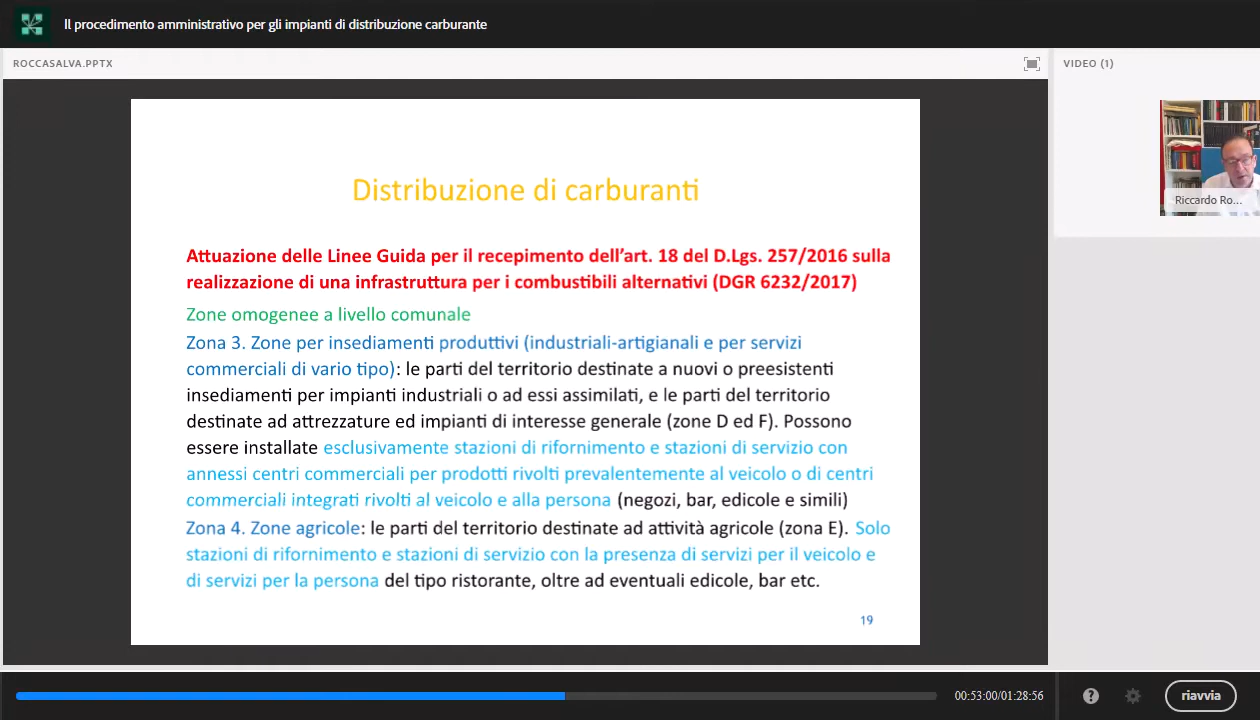 Il procedimento amministrativo per gli impianti di distribuzione carburante
ROCCASALVA.PPTX
VIDEO (1)
Distribuzione di carburanti
Attuazione delle Linee Guida per il recepimento dell'art. 18 del D.Lgs. 257/2016 sulla
realizzazione di una infrastruttura per i combustibili alternativi (DGR 6232/2017)
Zone omogenee a livello comunale
Zona 3. Zone per insediamenti produttivi (industriali-artigianali e per servizi
commerciali di vario tipo): le parti del territorio destinate a nuovi o preesistenti
insediamenti per impianti industriali o ad essi assimilati, e le parti del territorio
destinate ad attrezzature ed impianti di interesse generale (zone D ed F). Possono
essere installate esclusivamente stazioni di rifornimento e stazioni di servizio con
annessi centri commerciali per prodotti rivolti prevalentemente al veicolo o di centri
commerciali integrati rivolti al veicolo e alla persona (negozi, bar, edicole e simili)
Zona 4. Zone agricole: le parti del territorio destinate ad attività agricole (zona E). Solo
stazioni di rifornimento e stazioni di servizio con la presenza di servizi per il veicolo e
di servizi per la persona del tipo ristorante, oltre ad eventuali edicole, bar etc.
19
Riccardo Ro...
00:53:00/01:28:56
?
riavvia